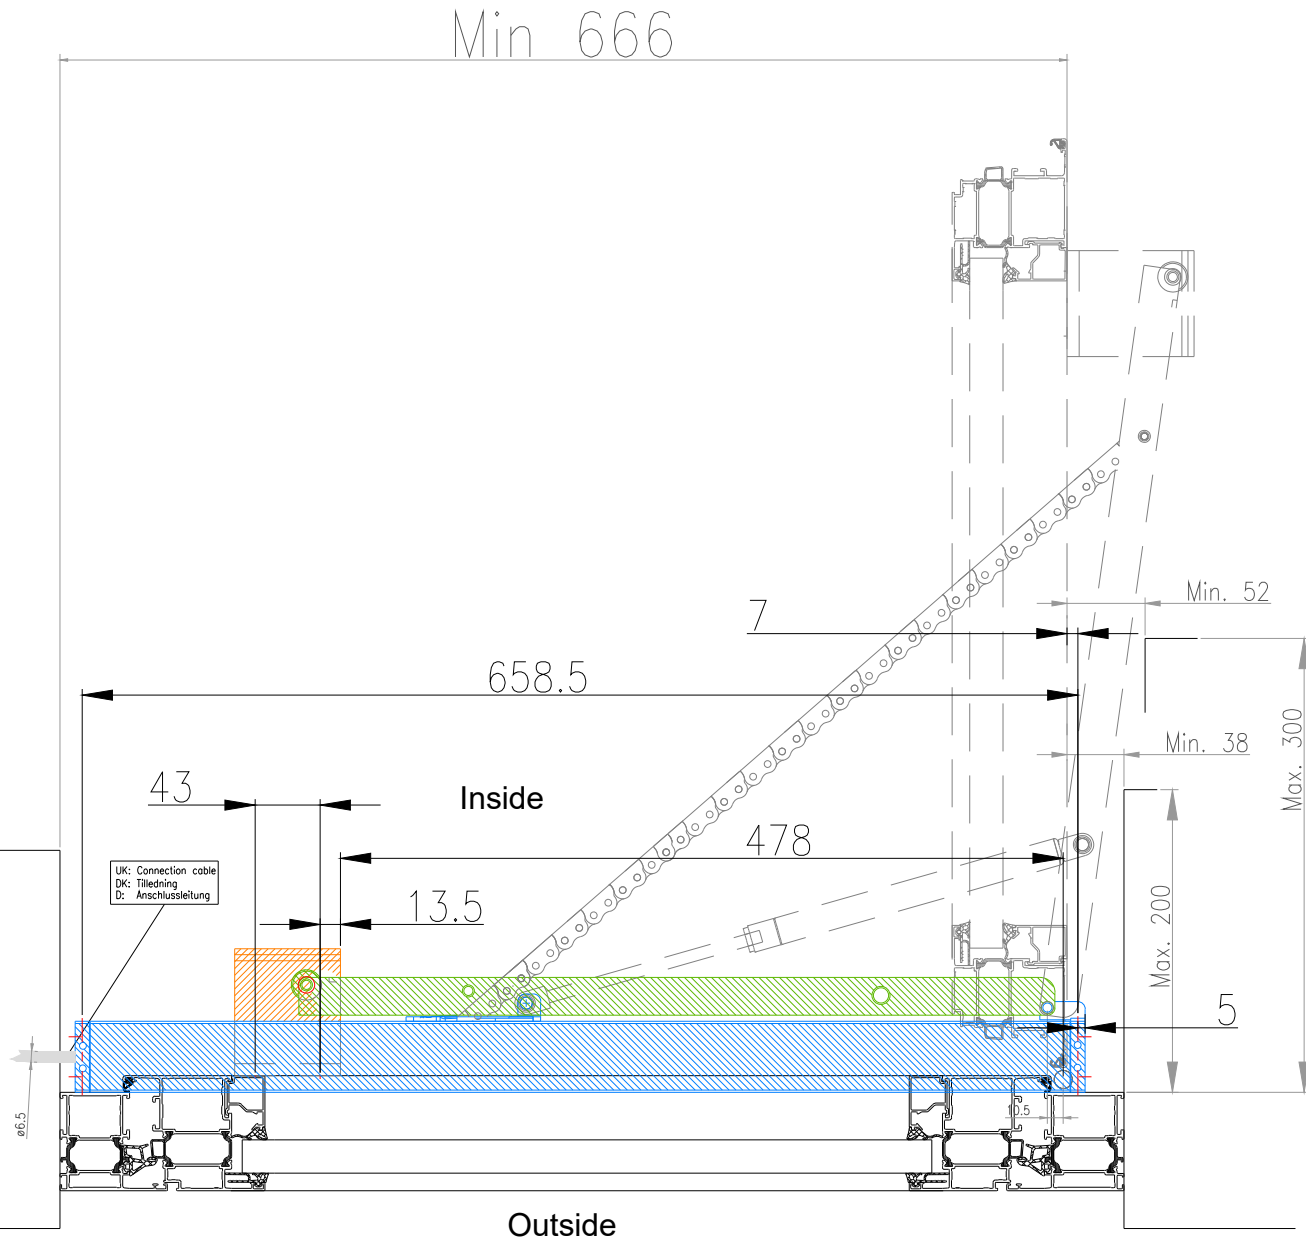 Min 666
Min. 52
7
658.5
Min. 38
Max. 300
43
Inside
478
UK: Connection cable
DK: Tilledning
D: Anschlussleitung
13.5
Max. 200
5
ø6.5
10.5
Outside